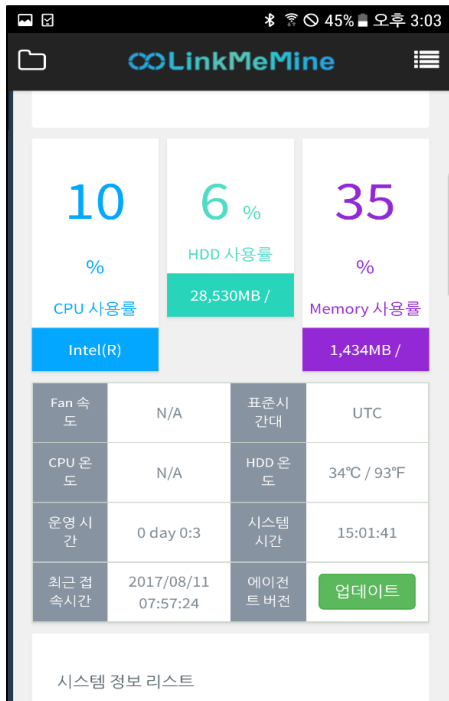 45% 오후 3:03
LinkMeMine
10
%
CPU 사용률
Intel(R)
6 %
HDD 사용률
28,530MB /
35
%
Memory 사용률
1,434MB /
Fan 속
도
N/A
표준시
간대
UTC
CPU 온
도
N/A
HDD 온
도
34℃ / 93℉
운영 시
간
0 day 0:3
시스템
시간
15:01:41
최근 접
속시간
2017/08/11
07:57:24
에이전
트 버전
업데이트
시스템 정보 리스트